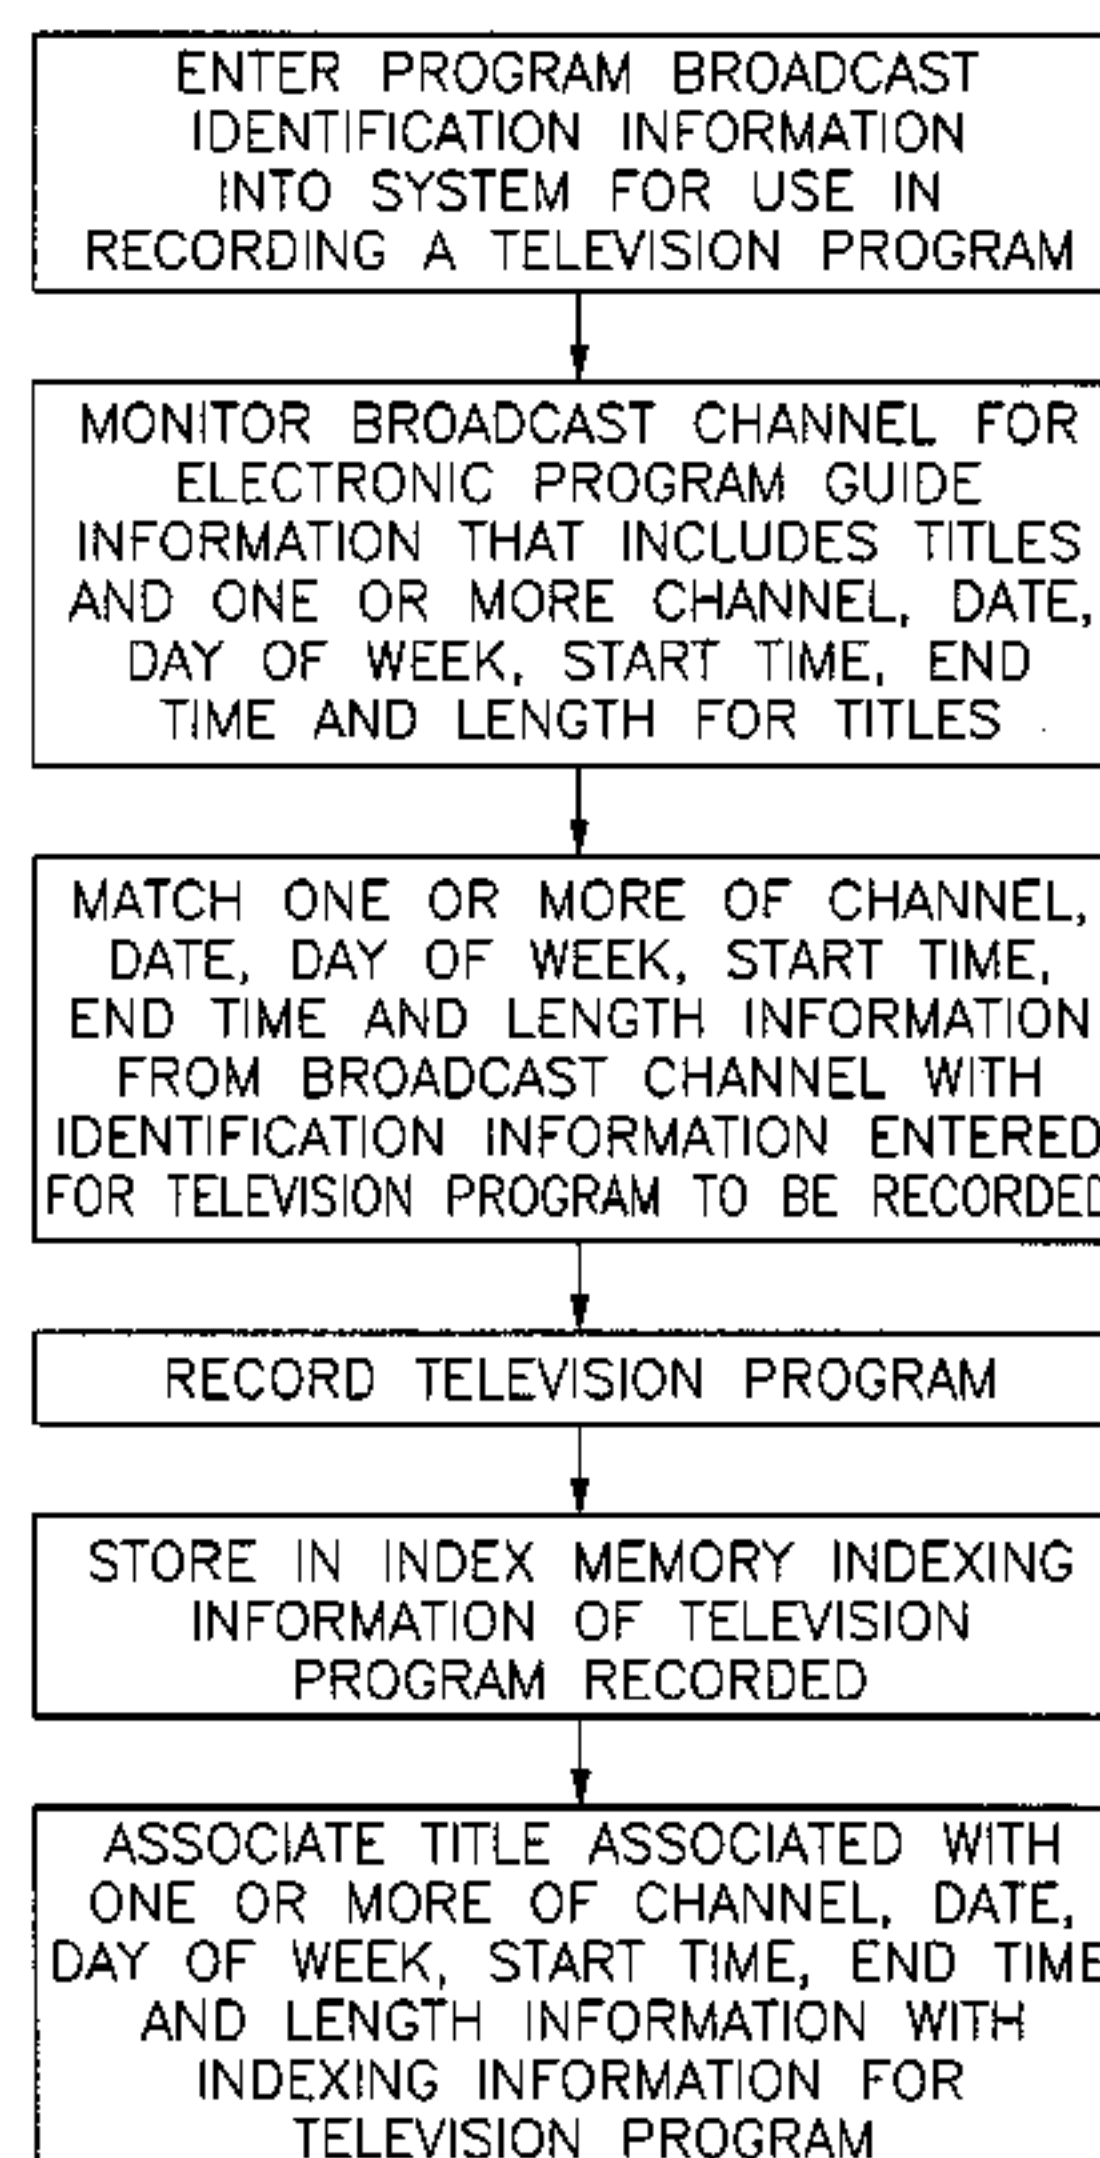 ENTER PROGRAM BROADCAST
IDENTIFICATION INFORMATION
INTO SYSTEM FOR USE IN
RECORDING A TELEVISION PROGRAM
MONITOR BROADCAST CHANNEL FOR
ELECTRONIC PROGRAM GUIDE
INFORMATION THAT INCLUDES TITLES
AND ONE OR MORE CHANNEL, DATE,
DAY OF WEEK, START TIME, END
TIME AND LENGTH FOR TITLES
MATCH ONE OR MORE OF CHANNEL,
DATE, DAY OF WEEK, START TIME,
END TIME AND LENGTH INFORMATION
FROM BROADCAST CHANNEL WITH
IDENTIFICATION INFORMATION ENTERED
FOR TELEVISION PROGRAM TO BE RECORDED
RECORD TELEVISION PROGRAM
STORE IN INDEX MEMORY INDEXING
INFORMATION OF TELEVISION
PROGRAM RECORDED
ASSOCIATE TITLE ASSOCIATED WITH
ONE OR MORE OF CHANNEL, DATE,
DAY OF WEEK, START TIME, END TIME
AND LENGTH INFORMATION WITH
INDEXING INFORMATION FOR
TELEVISION PROGRAM